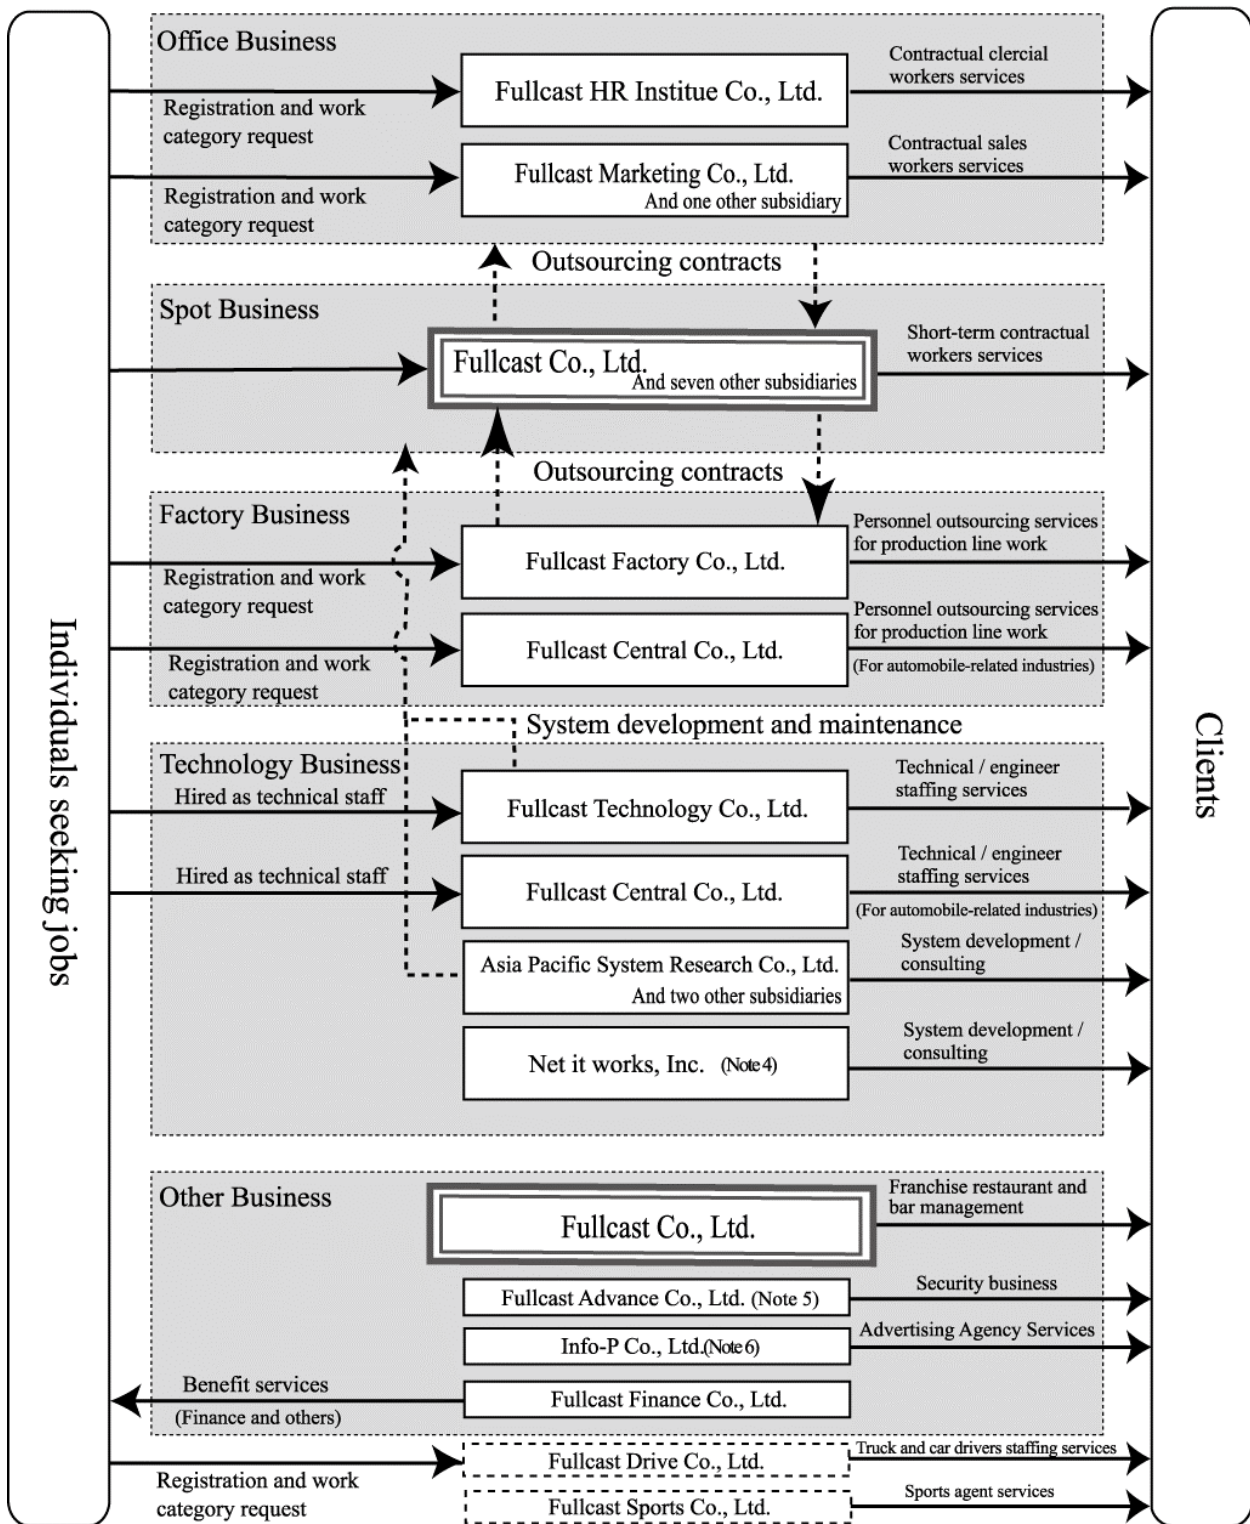 Office Business
Fullcast HR Institue Co., Ltd.
Contractual clercial
workers services
Registration and work
category request
Fullcast Marketing Co., Ltd.
And one other subsidiary
Contractual sales
workers services
Registration and work
category request
Outsourcing contracts
Spot Business
Fullcast Co., Ltd.
And seven other subsidiaries
Short-term contractual
workers services
Outsourcing contracts
Factory Business
Fullcast Factory Co., Ltd.
Personnel outsourcing services
for production line work
Registration and work
category request
Fullcast Central Co., Ltd.
Personnel outsourcing services
for production line work
(For automobile-related industries)
Registration and work
category request
System development and maintenance
Technology Business
Hired as technical staff
Fullcast Technology Co., Ltd.
Technical / engineer
staffing services
Hired as technical staff
Fullcast Central Co., Ltd.
Technical / engineer
staffing services
(For automobile-related industries)
Asia Pacific System Research Co., Ltd.
And two other subsidiaries
System development /
consulting
Net it works, Inc. (Note 4)
System development /
consulting
Other Business
Fullcast Co., Ltd.
Franchise restaurant and
bar management
Fullcast Advance Co., Ltd. (Note 5)
Security business
Info-P Co., Ltd.(Note 6)
Advertising Agency Services
Benefit services
(Finance and others)
Fullcast Finance Co., Ltd.
Fullcast Drive Co., Ltd.
Truck and car drivers staffing services
Registration and work
category request
Fullcast Sports Co., Ltd.
Sports agent services
Individuals seeking jobs
Clients